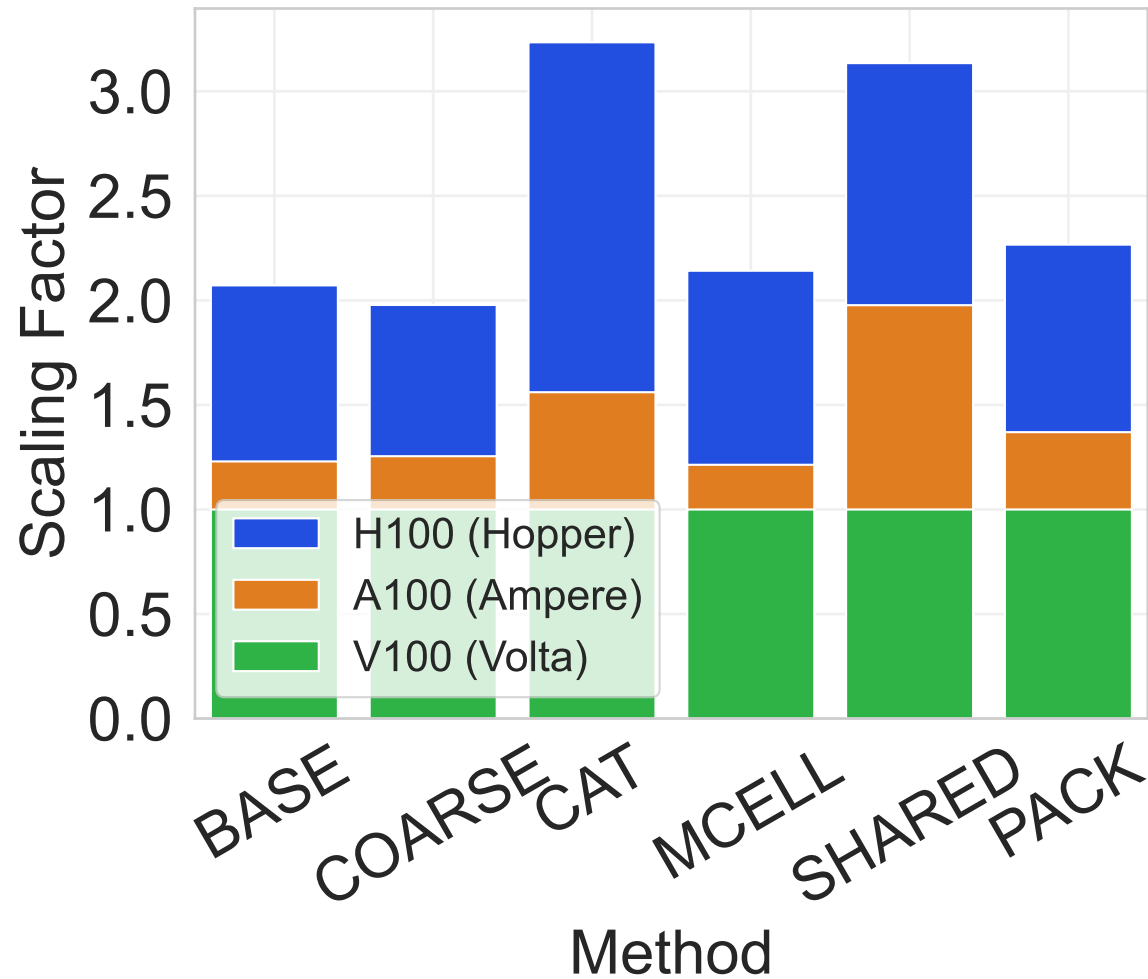 Scaling Factor
3.0
2.5
2.0
1.5
1.0
0.5
0.0
H100 (Hopper)
A100 (Ampere)
V100 (Volta)
BASE
COARSE
CAT
MCELL
SHARED
PACK
Method